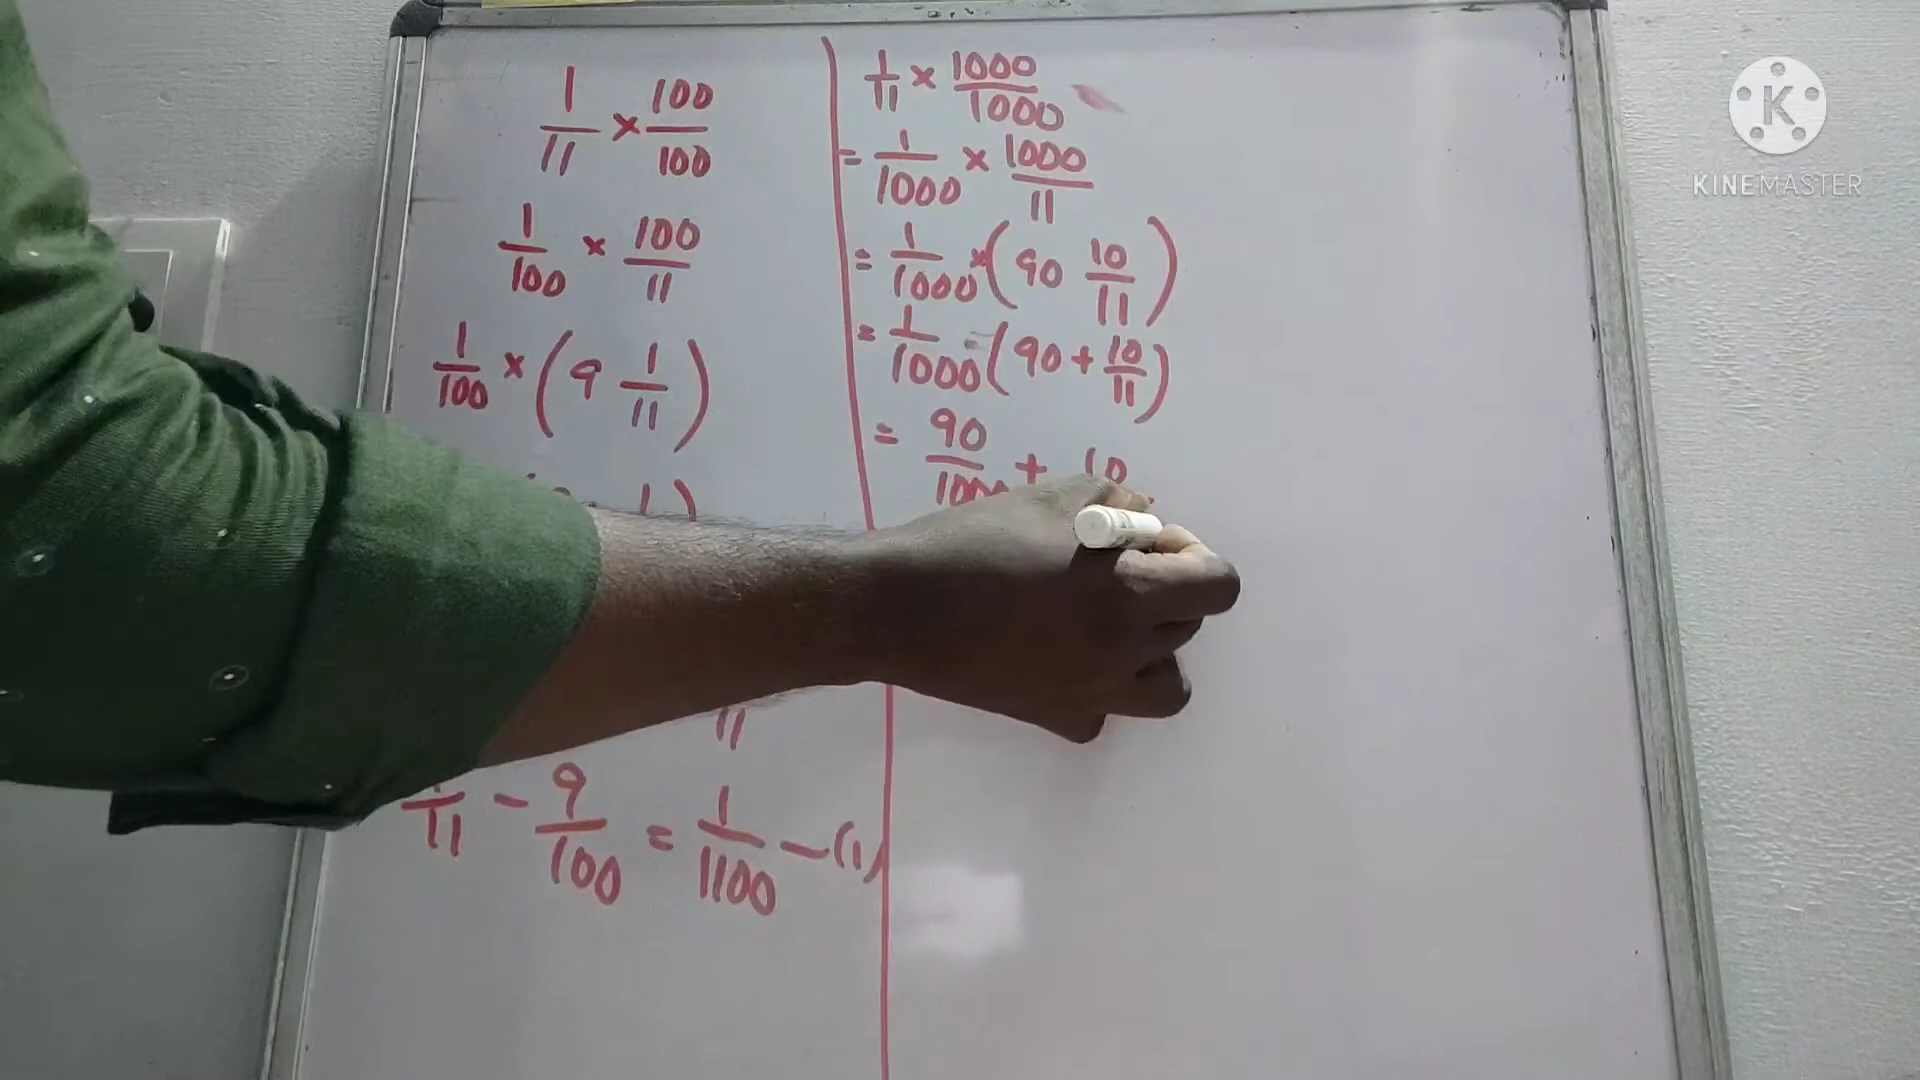 1/11 × 100/100
1/100 × 100/11
1/100 × (9 1/11)
11
11 - 9/100 = 1/1100 - (1)
1/11 × 1000/1000
= 1/1000 × 1000/11
= 1/1000 × (90 10/11)
= 1/1000 (90 + 10/11)
= 90/1000 + 10
K
KINEMASTER